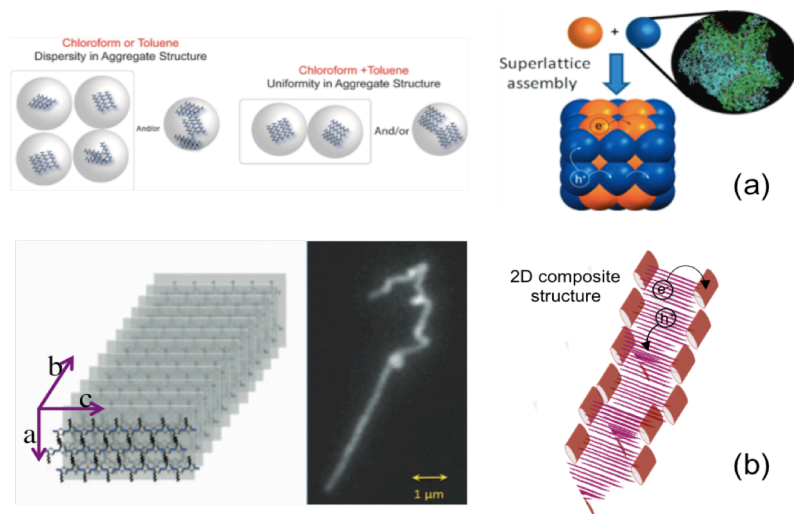 Chloroform or Toluene
Dispersity in Aggregate Structure
And/or
Chloroform +Toluene
Uniformity in Aggregate Structure
And/or
+
Superlattice
assembly
e-
h+
(a)
b
c
a
1 μm
2D composite
structure
e
h
(b)